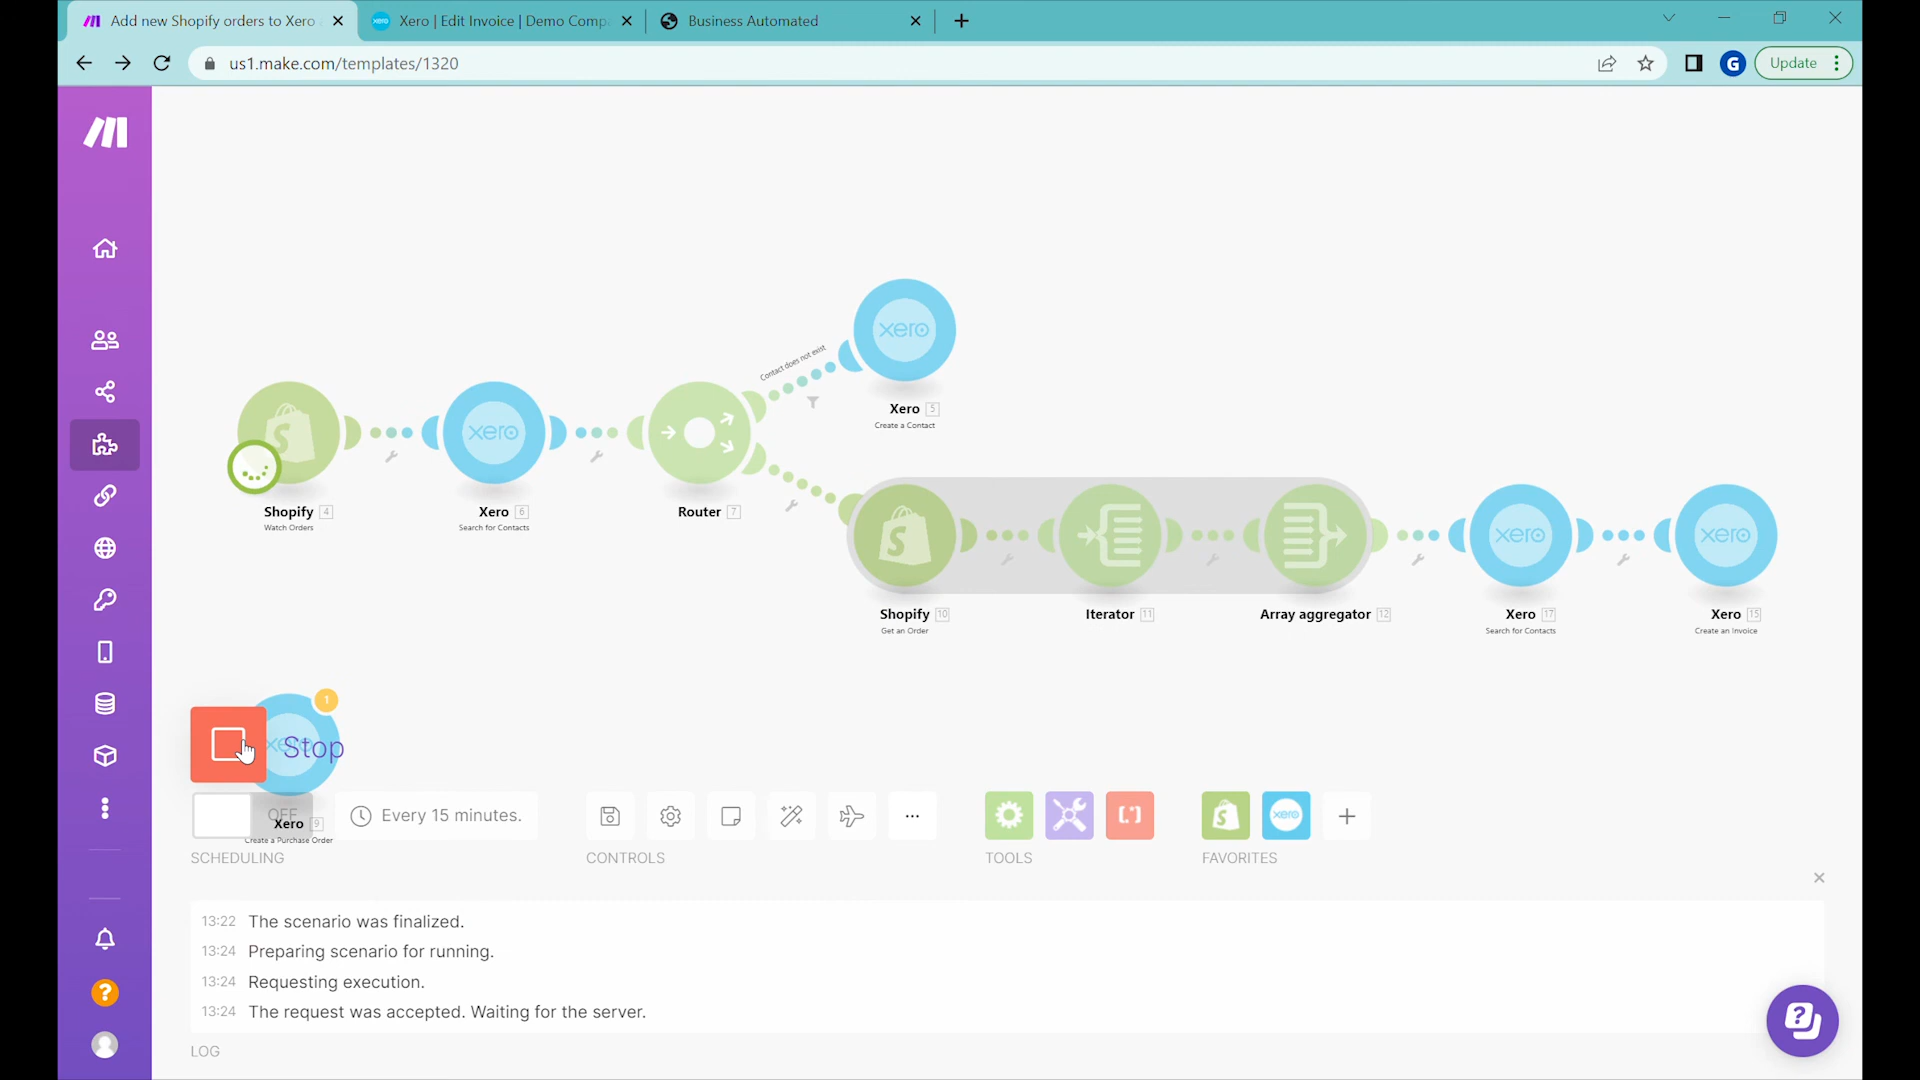 Add new Shopify orders to Xero
Xero | Edit Invoice | Demo Comp
Business Automated
us1.make.com/templates/1320
G
Update
xero
Contact does not exist
Xero 5
Create a Contact
S
xero
Shopify 4
Watch Orders
Xero 6
Search for Contacts
Router 7
S
xero
xero
Shopify 10
Get an Order
Iterator 11
Array aggregator 12
Xero 17
Search for Contacts
Xero 15
Create an Invoice
1
xero
Stop
OFF
Xero 9
Create a Purchase Order
Every 15 minutes.
...
S
xero
SCHEDULING
CONTROLS
TOOLS
FAVORITES
13:22 The scenario was finalized.
13:24 Preparing scenario for running.
13:24 Requesting execution.
13:24 The request was accepted. Waiting for the server.
LOG
?
?